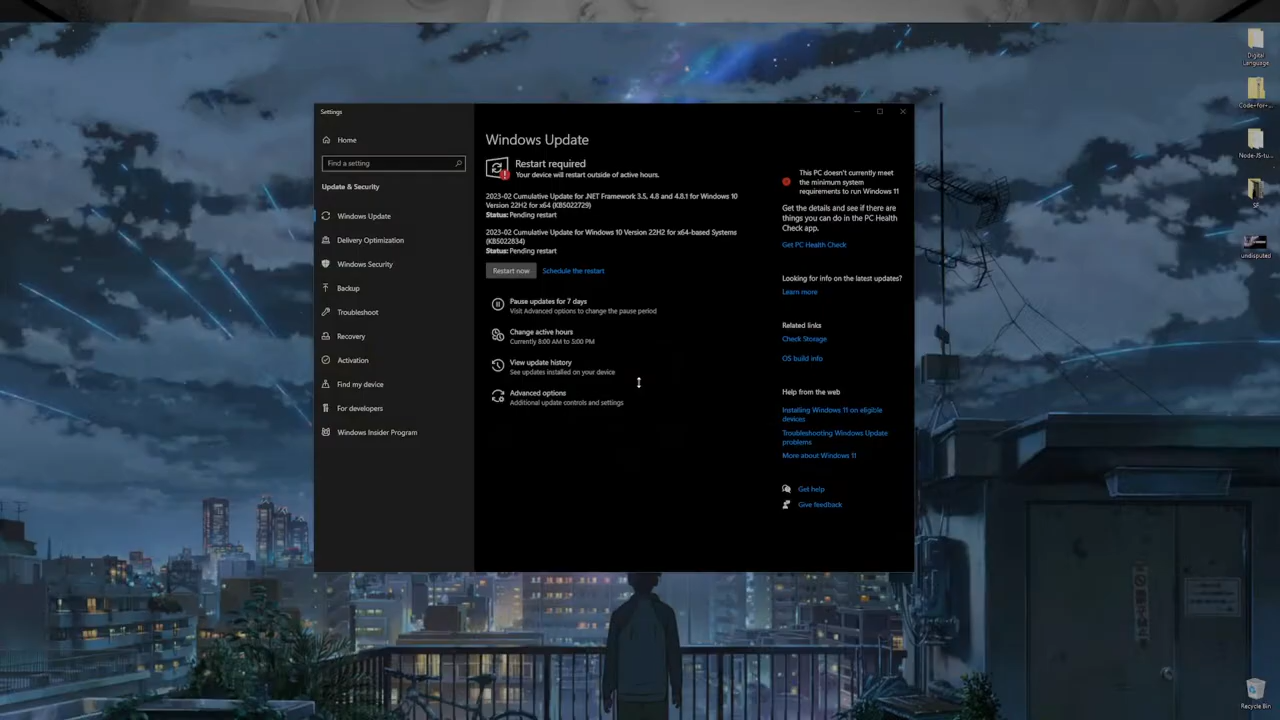 Settings
Home
Find a setting
Update & Security
Windows Update
Delivery Optimization
Windows Security
Backup
Troubleshoot
Recovery
Activation
Find my device
For developers
Windows Insider Program
Windows Update
Restart required
Your device will restart outside of active hours.
2023-02 Cumulative Update for .NET Framework 3.5, 4.8 and 4.8.1 for Windows 10
Version 22H2 for x64 (KB5022729)
Status: Pending restart
2023-02 Cumulative Update for Windows 10 Version 22H2 for x64-based Systems
(KB5022834)
Status: Pending restart
Restart now
Schedule the restart
Pause updates for 7 days
Visit Advanced options to change the pause period
Change active hours
Currently 8:00 AM to 5:00 PM
View update history
See updates installed on your device
Advanced options
Additional update controls and settings
This PC doesn't currently meet
the minimum system
requirements to run Windows 11
Get the details and see if there are
things you can do in the PC Health
Check app.
Get PC Health Check
Looking for info on the latest updates?
Learn more
Related links
Check Storage
OS build info
Help from the web
Installing Windows 11 on eligible
devices
Troubleshooting Windows Update
problems
More about Windows 11
Get help
Give feedback
Digital
Language
Code+for+...
Node-JS-tu...
undisputed
Recycle Bin